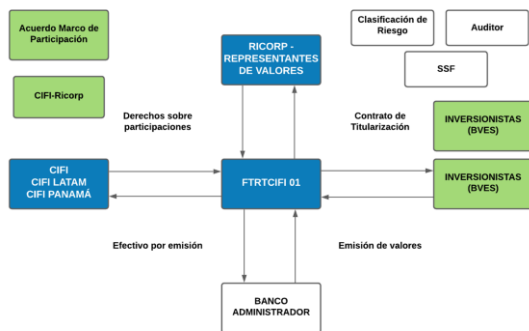 Acuerdo Marco de
Participación
CIFI-Ricorp
RICORP -
REPRESENTANTES
DE VALORES
Clasificación de
Riesgo
Auditor
SSF
Derechos sobre
participaciones
Contrato de
Titularización
INVERSIONISTAS
(BVES)
CIFI
CIFI LATAM
CIFI PANAMÁ
FTRTCIFI 01
INVERSIONISTAS
(BVES)
Efectivo por emisión
Emisión de valores
BANCO
ADMINISTRADOR